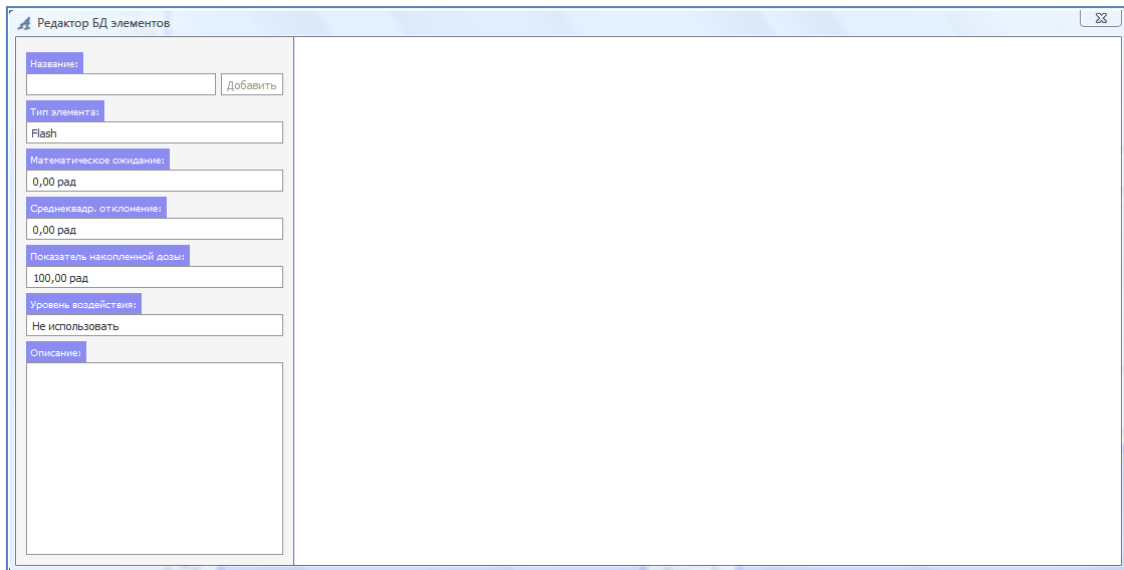 Редактор БД элементов
Название:
Добавить
Тип элемента:
Flash
Математическое ожидание:
0,00 рад
Среднеквадр. отклонение:
0,00 рад
Показатель накопленной дозы:
100,00 рад
Уровень воздействия:
Не использовать
Описание: